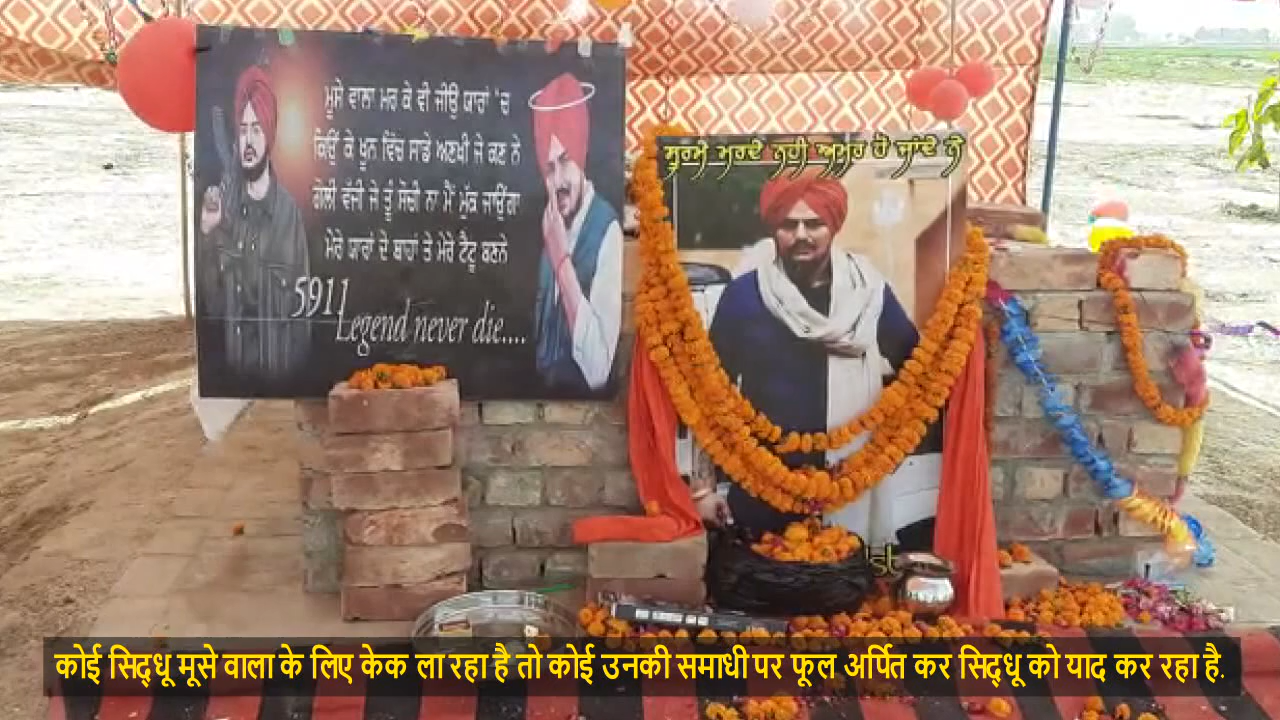 ਮੂਸੇ ਵਾਲਾ ਮਰ ਕੇ ਵੀ ਜੀਊ ਯਾਰਾਂ 'ਚ
ਕਿਉਂ ਕੇ ਖੂਨ ਵਿੱਚ ਸਾਡੇ ਅਣਖੀ ਜੇ ਕਣ ਨੇ
ਗੋਲੀ ਵੱਜੀ ਜੇ ਤੂੰ ਸੋਚੀ ਨਾ ਮੈਂ ਮੁੱਕ ਜਾਊਂਗਾ
ਮੇਰੇ ਯਾਰਾਂ ਦੇ ਬਾਹਾਂ ਤੇ ਮੇਰੇ ਟੈਟੂ ਬਣਨੇ
5911
Legend never die....
ਸੂਰਮੇ ਮਰਦੇ ਨਹੀ ਅਮਰ ਹੋ ਜਾਂਦੇ ਨੇ
कोई सिद्धू मूसे वाला के लिए केक ला रहा है तो कोई उनकी समाधी पर फूल अर्पित कर सिद्धू को याद कर रहा है.